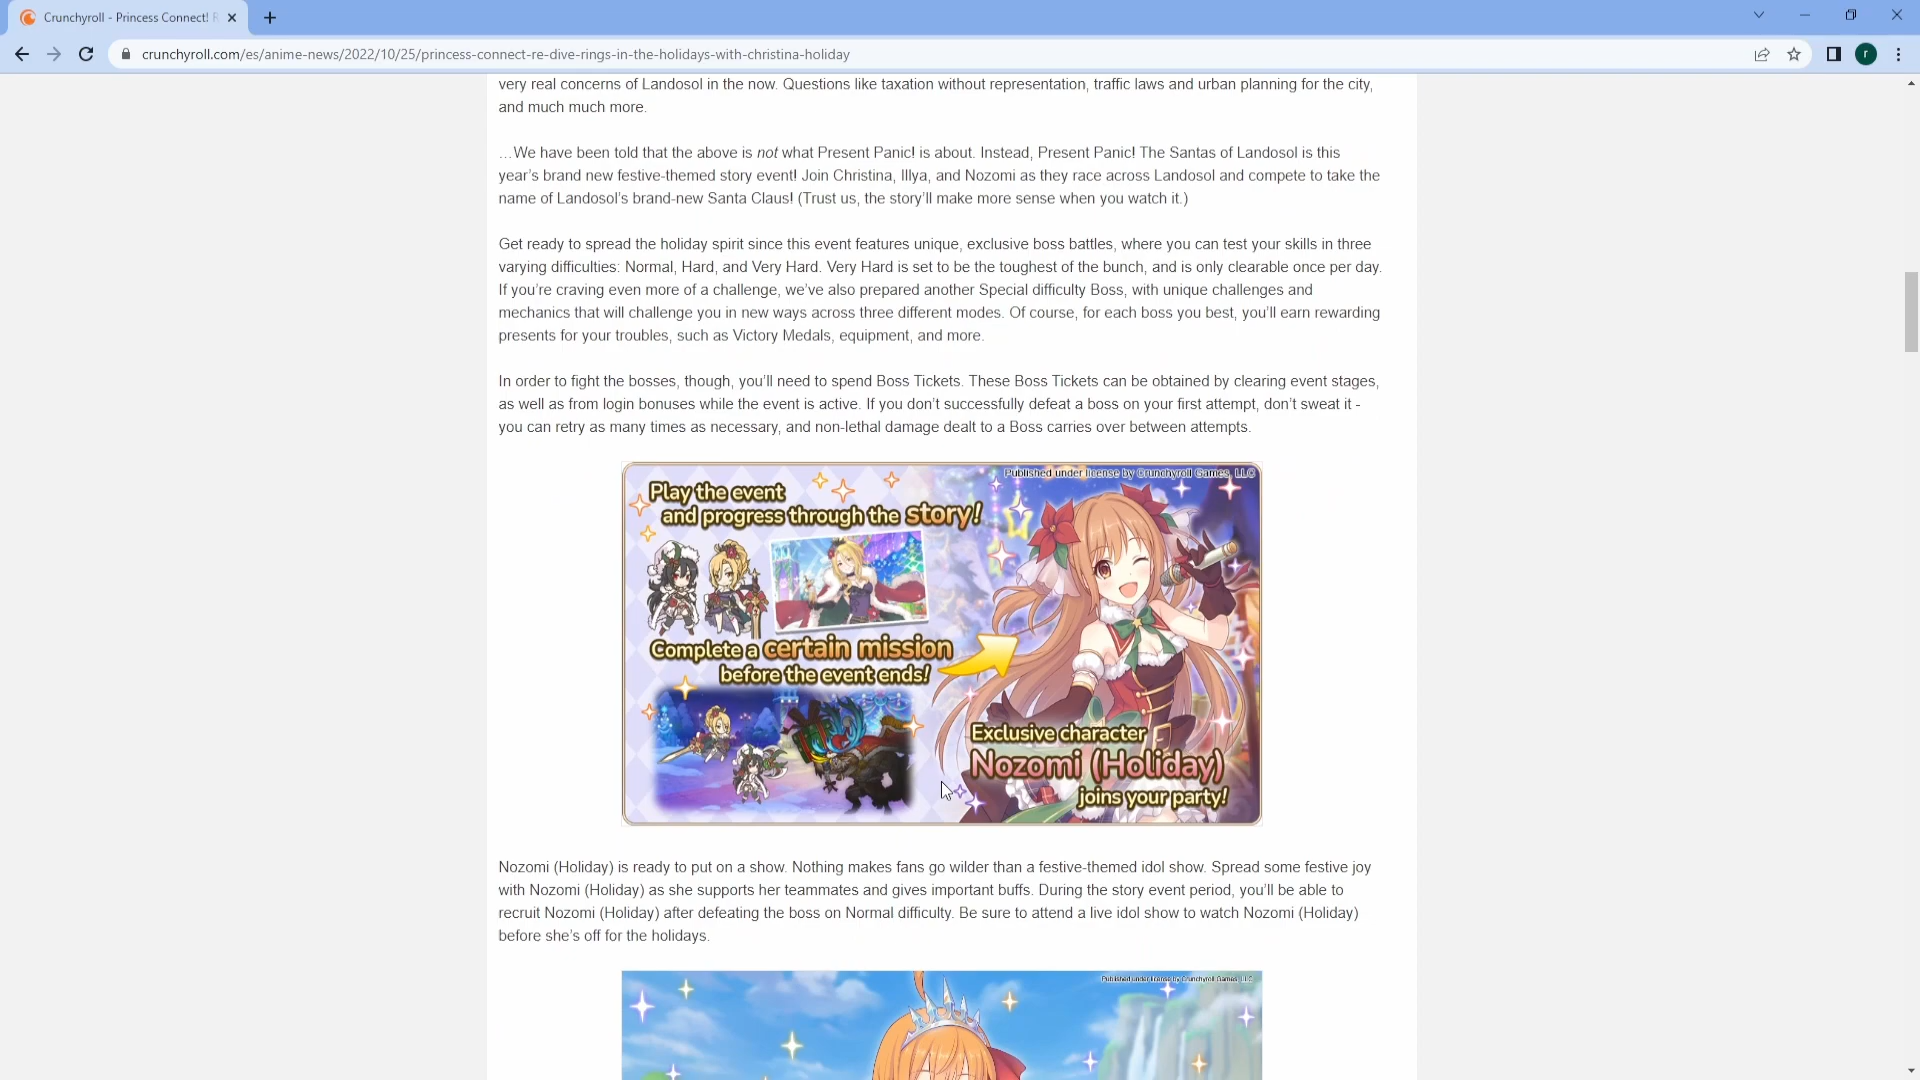 Crunchyroll - Princess Connect! R
crunchyroll.com/es/anime-news/2022/10/25/princess-connect-re-dive-rings-in-the-holidays-with-christina-holiday
r
very real concerns of Landosol in the now. Questions like taxation without representation, traffic laws and urban planning for the city,
and much much more.
…We have been told that the above is not what Present Panic! is about. Instead, Present Panic! The Santas of Landosol is this
year’s brand new festive-themed story event! Join Christina, Illya, and Nozomi as they race across Landosol and compete to take the
name of Landosol’s brand-new Santa Claus! (Trust us, the story’ll make more sense when you watch it.)
Get ready to spread the holiday spirit since this event features unique, exclusive boss battles, where you can test your skills in three
varying difficulties: Normal, Hard, and Very Hard. Very Hard is set to be the toughest of the bunch, and is only clearable once per day.
If you’re craving even more of a challenge, we’ve also prepared another Special difficulty Boss, with unique challenges and
mechanics that will challenge you in new ways across three different modes. Of course, for each boss you best, you’ll earn rewarding
presents for your troubles, such as Victory Medals, equipment, and more.
In order to fight the bosses, though, you’ll need to spend Boss Tickets. These Boss Tickets can be obtained by clearing event stages,
as well as from login bonuses while the event is active. If you don’t successfully defeat a boss on your first attempt, don’t sweat it -
you can retry as many times as necessary, and non-lethal damage dealt to a Boss carries over between attempts.
Published under license by Crunchyroll Games, LLC
Play the event
and progress through the story!
Complete a certain mission
before the event ends!
Exclusive character
Nozomi (Holiday)
joins your party!
Nozomi (Holiday) is ready to put on a show. Nothing makes fans go wilder than a festive-themed idol show. Spread some festive joy
with Nozomi (Holiday) as she supports her teammates and gives important buffs. During the story event period, you’ll be able to
recruit Nozomi (Holiday) after defeating the boss on Normal difficulty. Be sure to attend a live idol show to watch Nozomi (Holiday)
before she’s off for the holidays.
Published under license by Crunchyroll Games, LLC